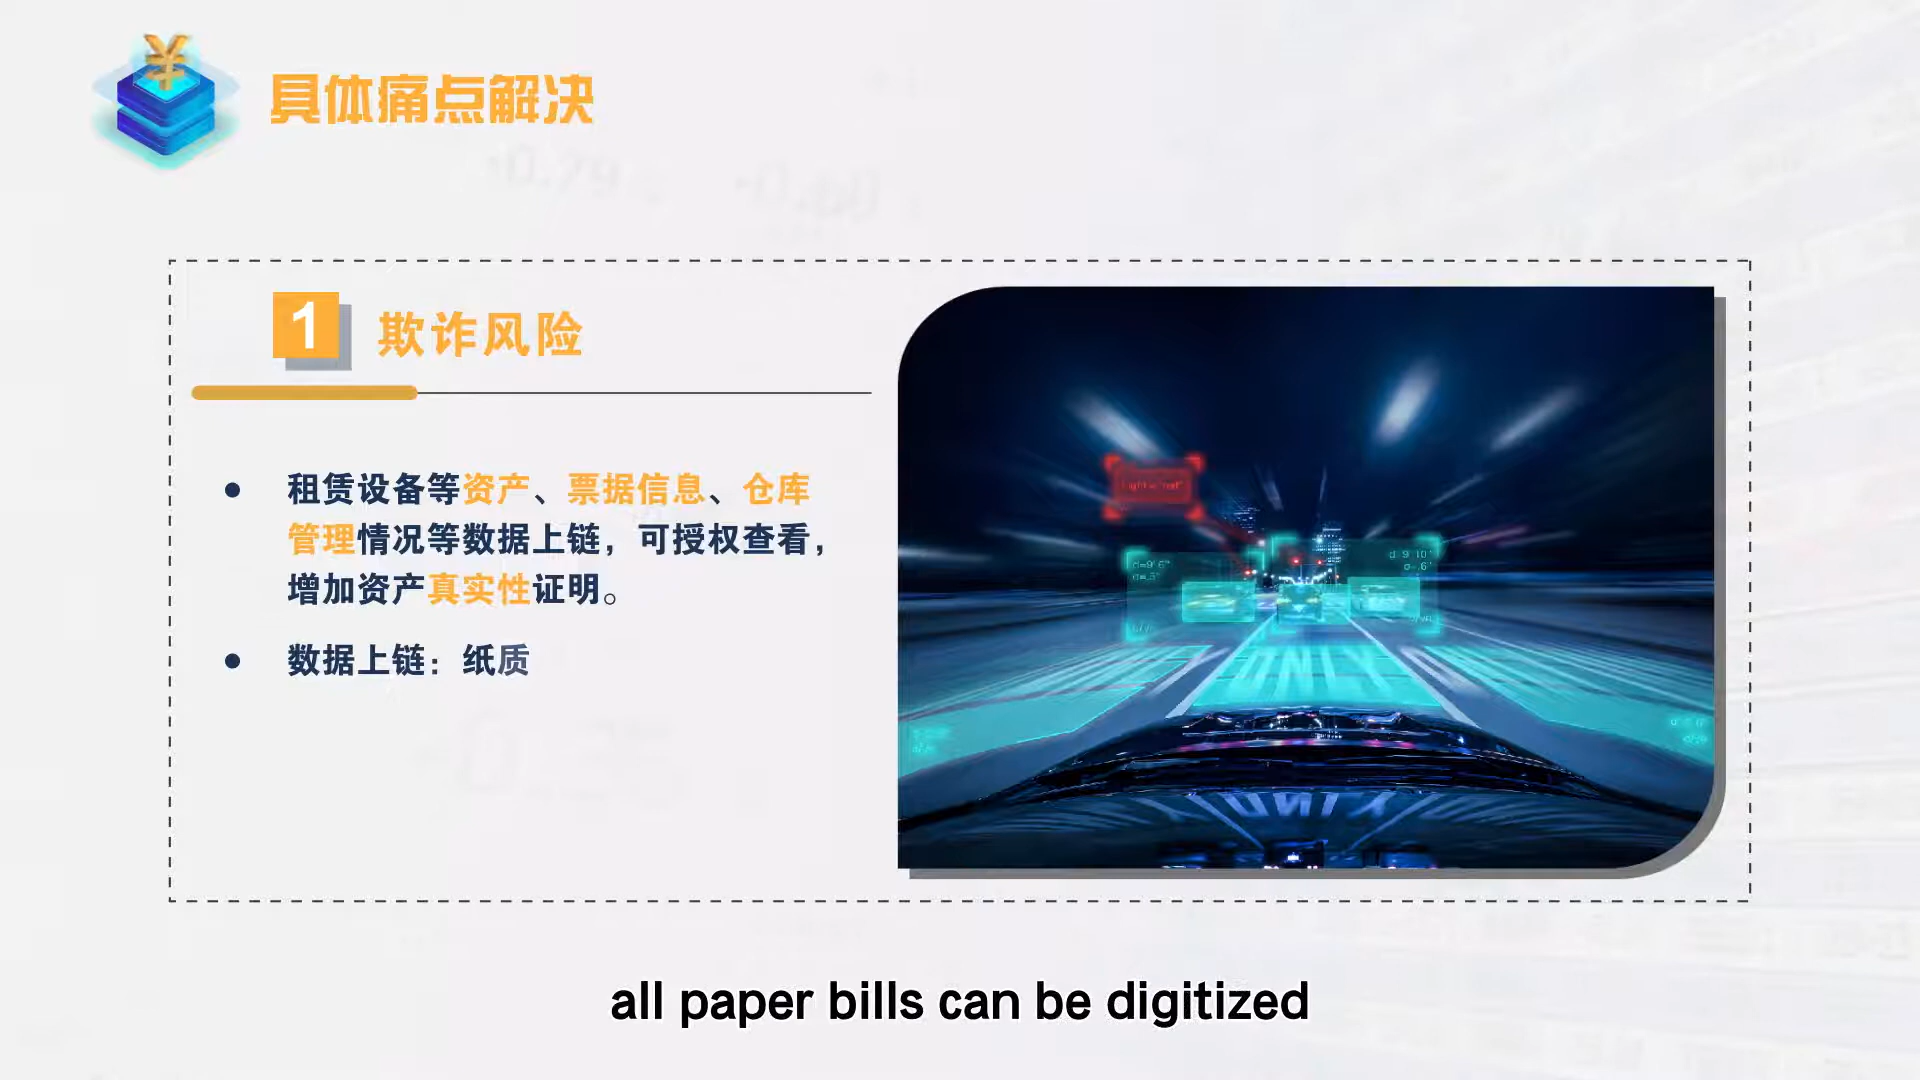 具体痛点解决
1
欺诈风险
租赁设备等资产、票据信息、仓库
管理情况等数据上链，可授权查看，
增加资产真实性证明。
数据上链：纸质
ONLY
all paper bills can be digitized